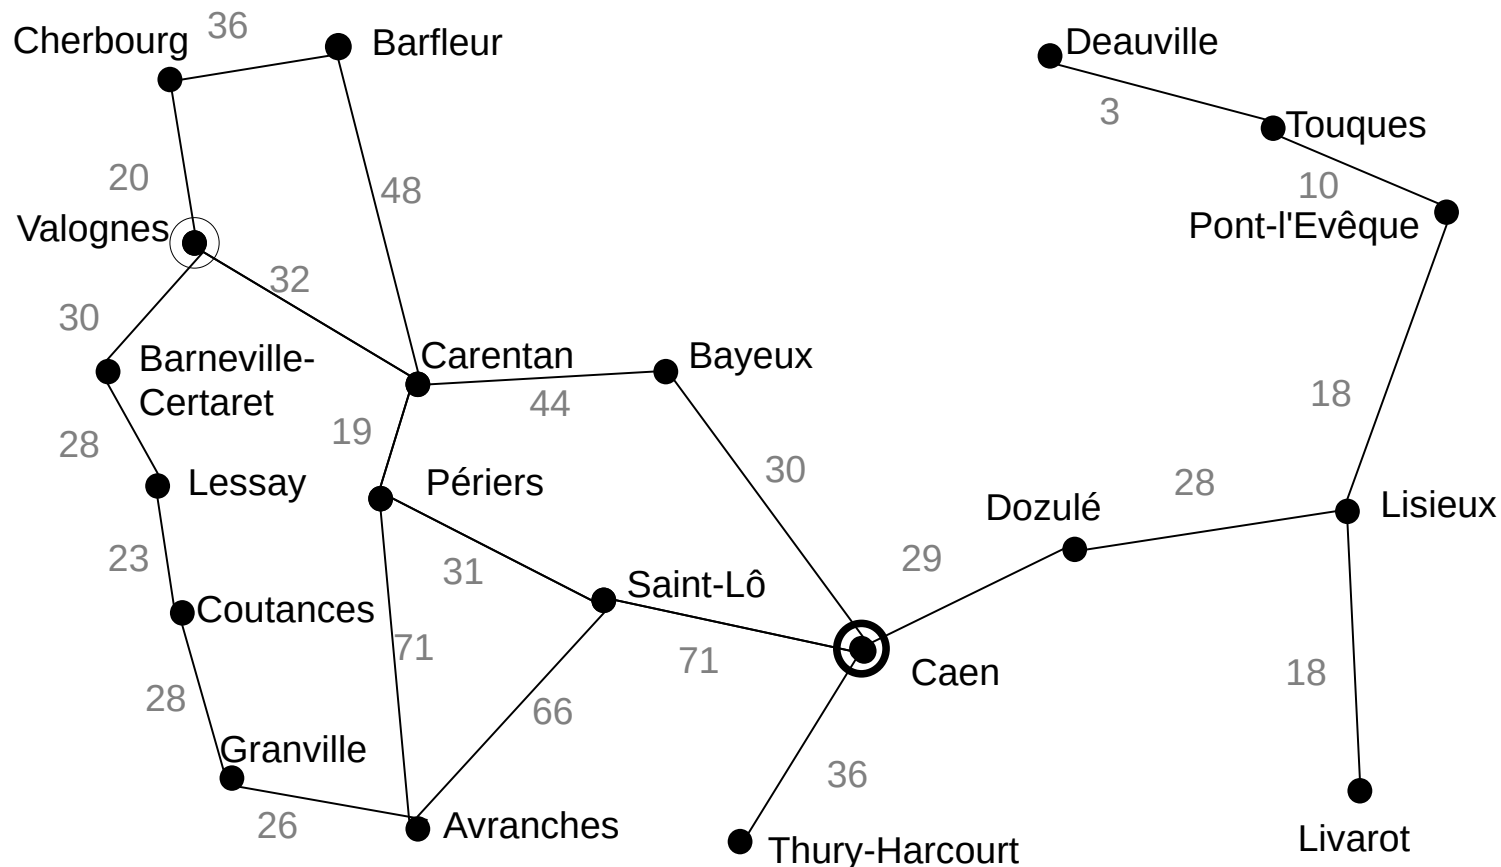 Cherbourg
36
Barfleur
Deauville
3
Touques
10
Pont-l'Evêque
20
48
Valognes
32
30
Barneville-
Certaret
Carentan
44
Bayeux
18
28
19
Lessay
Périers
30
Dozulé
28
Lisieux
23
31
Saint-Lô
29
Coutances
71
71
Caen
18
28
66
Granville
36
26
Avranches
Thury-Harcourt
Livarot